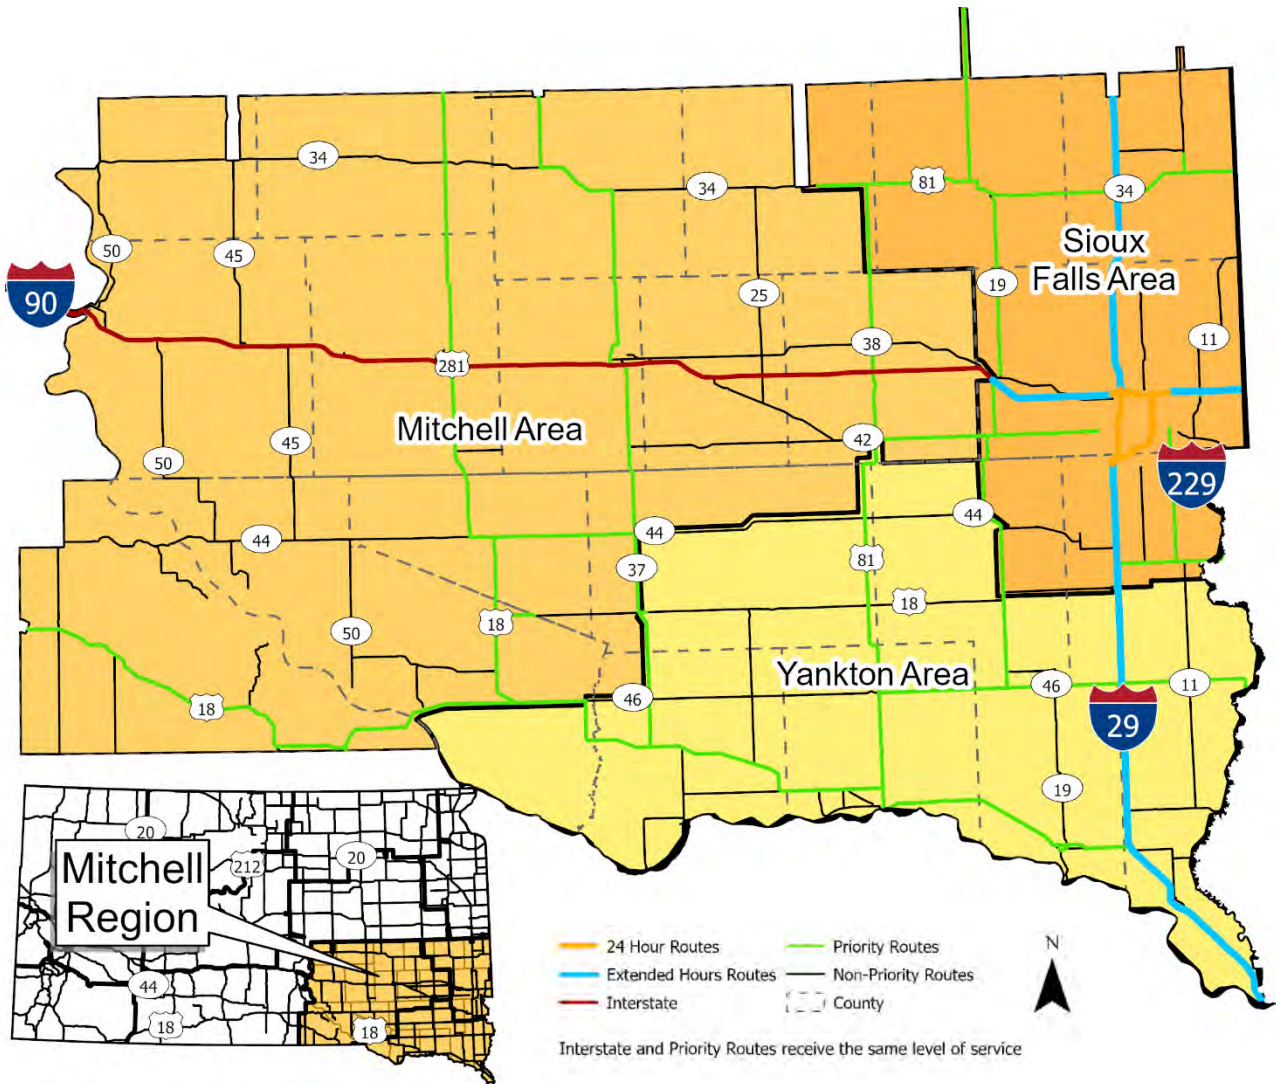 34
81
34
34
50
45
Sioux
Falls Area
90
19
25
38
11
281
Mitchell Area
42
45
50
229
44
44
44
81
37
18
18
50
Yankton Area
46
46
11
18
29
19
20
20
212
Mitchell
Region
44
18
18
24 Hour Routes
Priority Routes
Extended Hours Routes
Non-Priority Routes
Interstate
County
N
Interstate and Priority Routes receive the same level of service